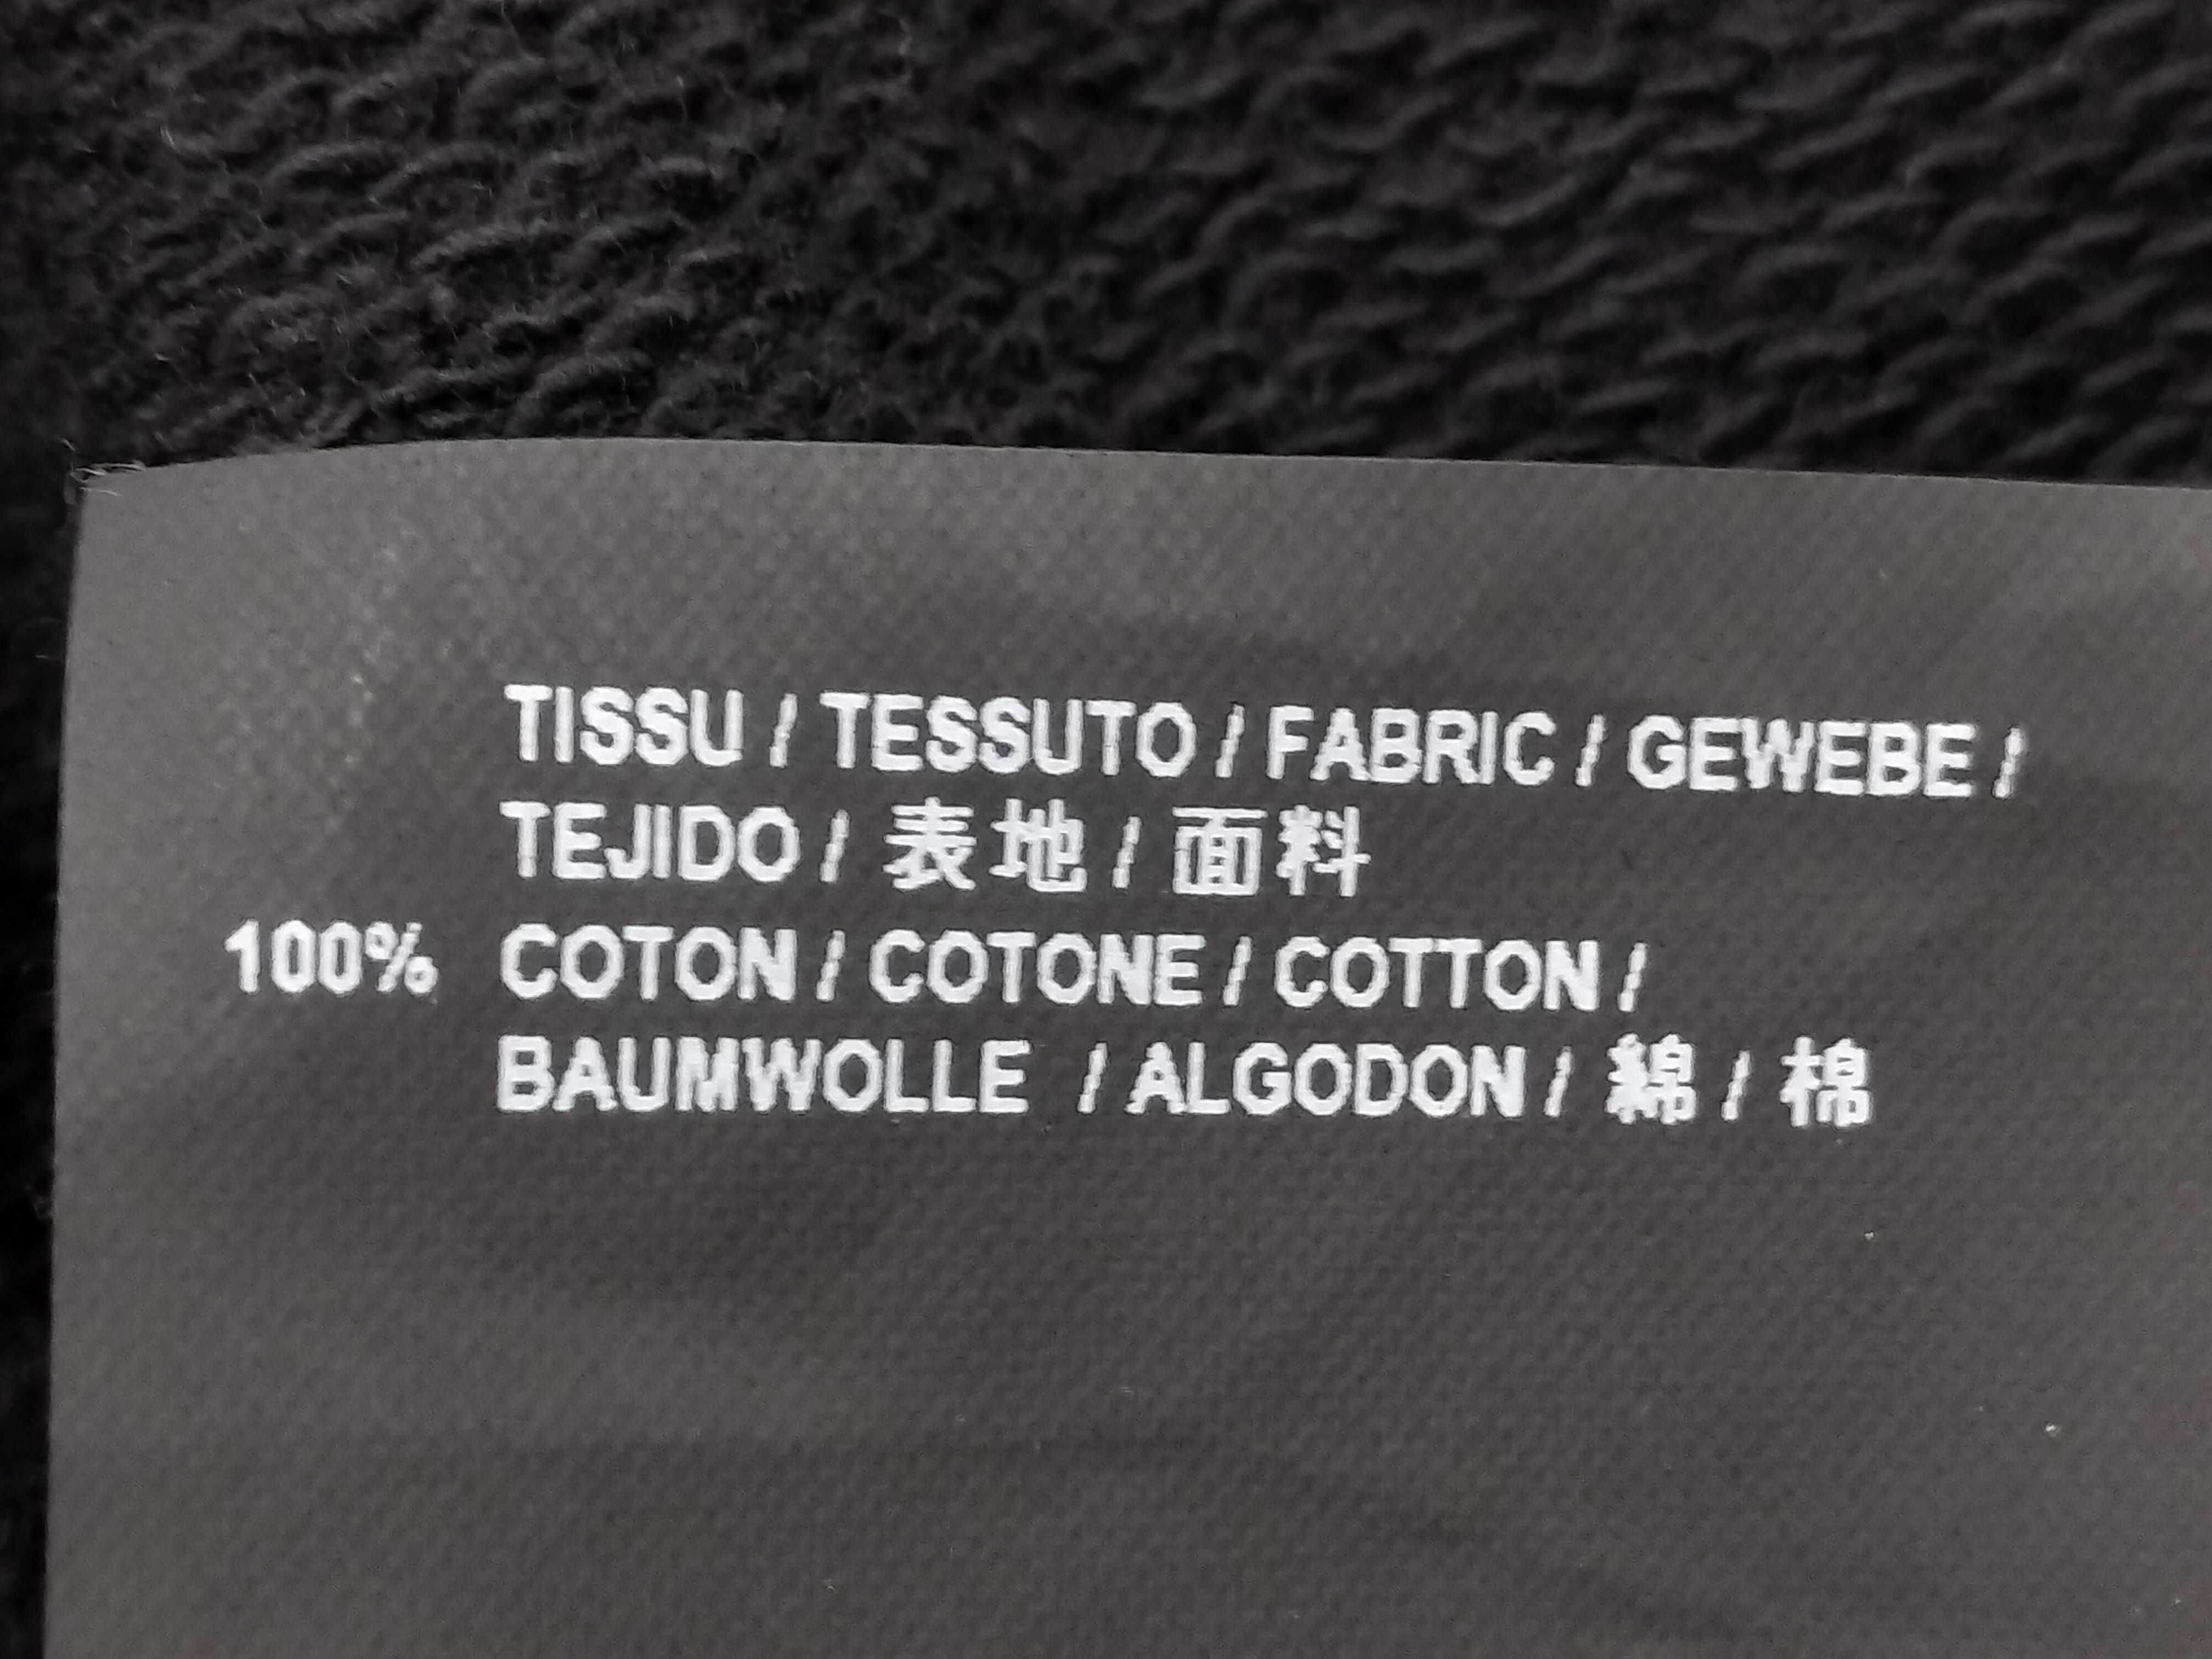 TISSU / TESSUTO / FABRIC / GEWEBE /
TEJIDO / 表地 / 面料
100% COTON / COTONE / COTTON /
BAUMWOLLE / ALGODON / 綿 / 棉